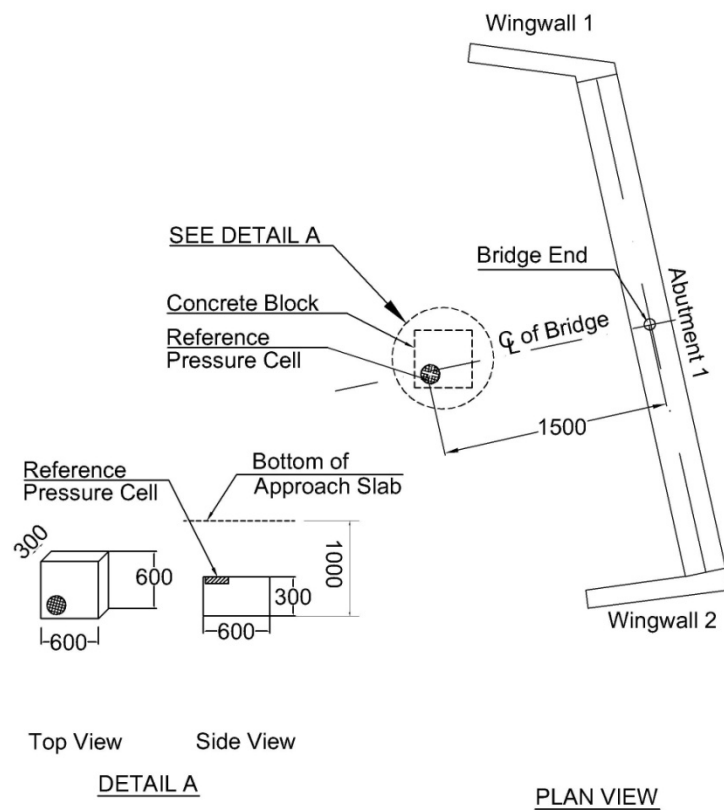 Wingwall 1
SEE DETAIL A
Bridge End
Concrete Block
Abutment 1
℄ of Bridge
Reference
Pressure Cell
1500
Reference
Pressure Cell
Bottom of
Approach Slab
300
600
600
1000
300
600
Wingwall 2
Top View
Side View
DETAIL A
PLAN VIEW